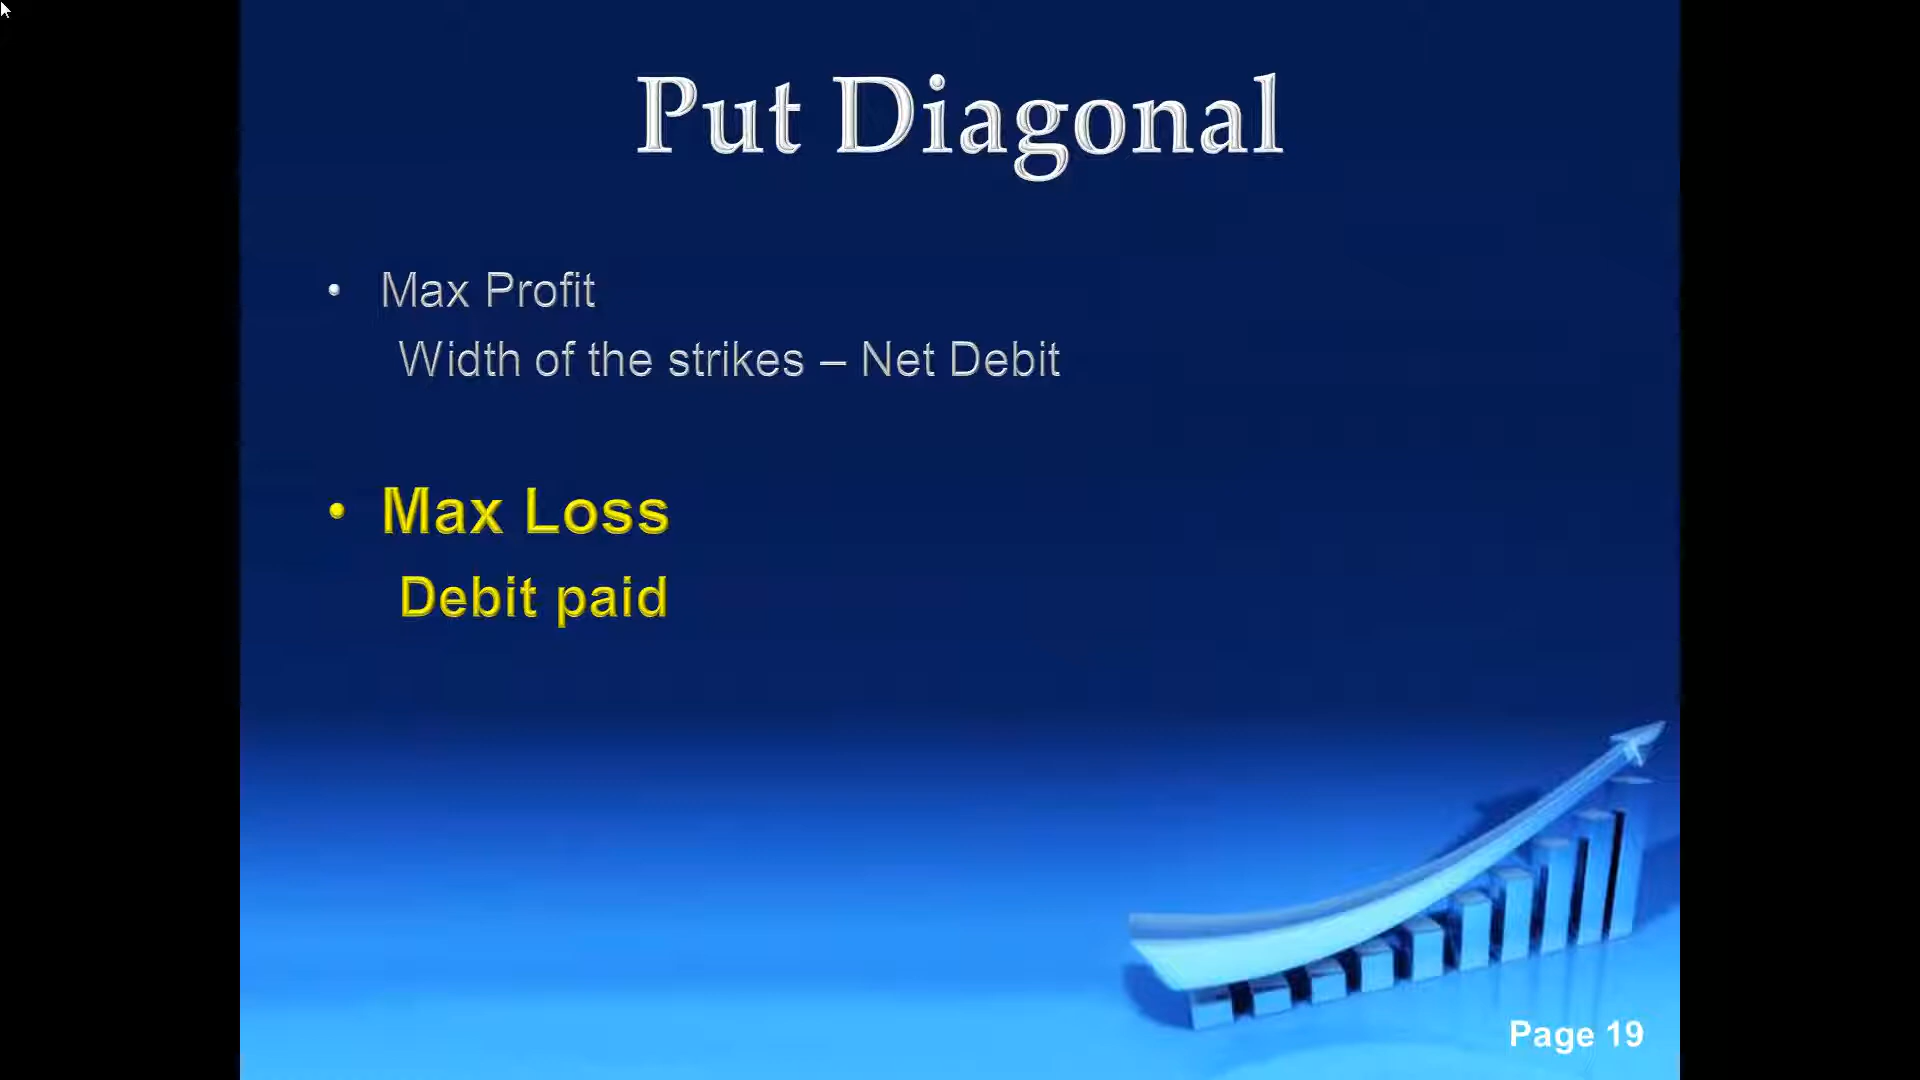 Put Diagonal
• Max Profit
Width of the strikes – Net Debit
• Max Loss
Debit paid
Page 19